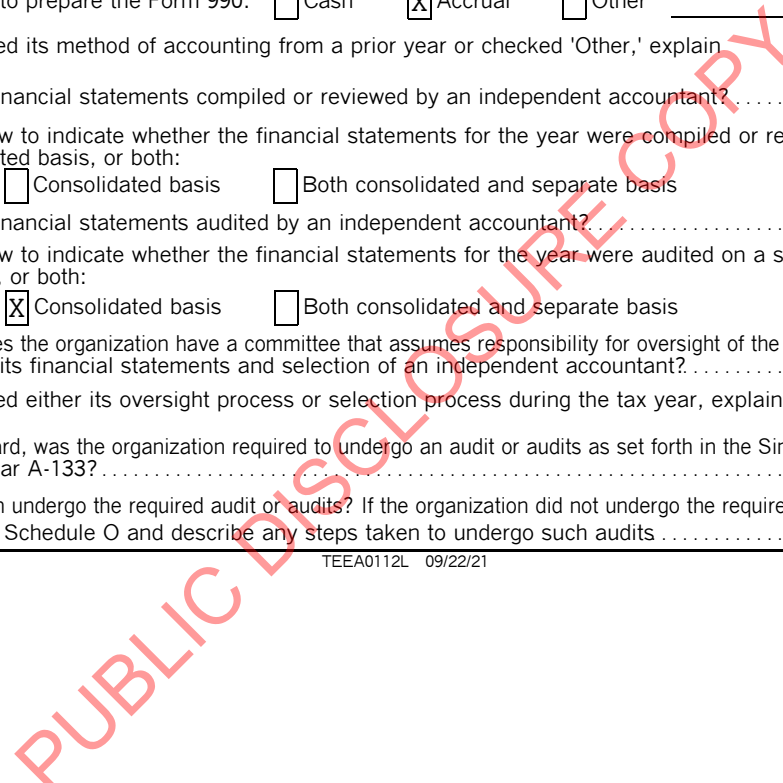 to prepare the Form 990: Cash X Accrual Other
ed its method of accounting from a prior year or checked 'Other,' explain
nancial statements compiled or reviewed by an independent accountant?
w to indicate whether the financial statements for the year were compiled or re
ted basis, or both:
Consolidated basis Both consolidated and separate basis
nancial statements audited by an independent accountant?
w to indicate whether the financial statements for the year were audited on a s
, or both:
X Consolidated basis Both consolidated and separate basis
es the organization have a committee that assumes responsibility for oversight of the
its financial statements and selection of an independent accountant?
ed either its oversight process or selection process during the tax year, explain
ard, was the organization required to undergo an audit or audits as set forth in the Sin
ar A-133?
n undergo the required audit or audits? If the organization did not undergo the require
Schedule O and describe any steps taken to undergo such audits
TEEA0112L 09/22/21
PUBLIC DISCLOSURE COPY